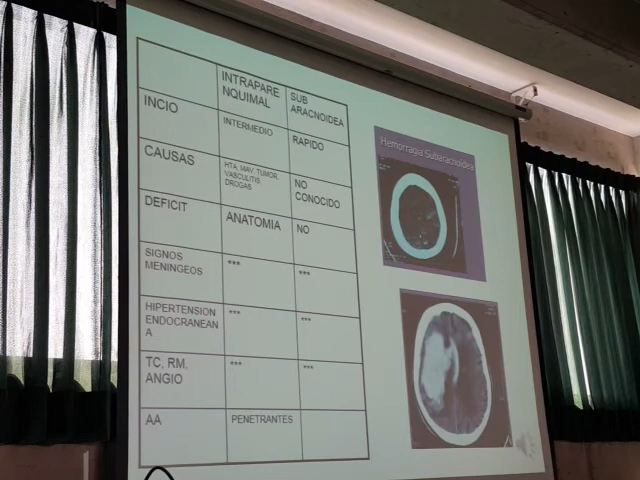 INTRAPARE
NQUIMAL
SUB
ARACNOIDEA
INCIO
INTERMEDIO
RAPIDO
CAUSAS
HTA, MAV, TUMOR,
VASCULITIS,
DROGAS
NO
CONOCIDO
DEFICIT
ANATOMIA
NO
SIGNOS
MENINGEOS
***
***
HIPERTENSION
ENDOCRANEAN
A
***
***
TC, RM,
ANGIO
***
***
AA
PENETRANTES
Hemorragia Subaracnoidea